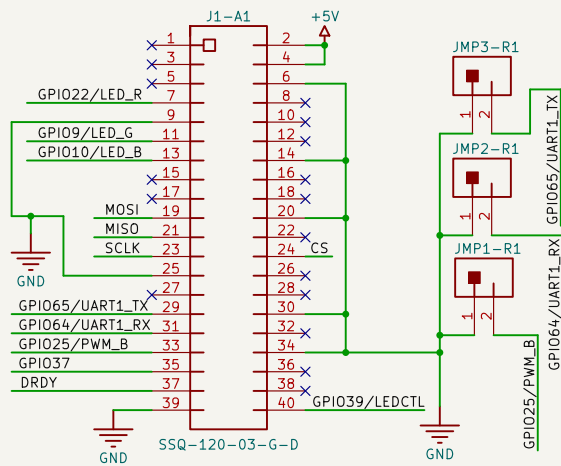 J1-A1
+5V
1 2
3 4
5 6
GPIO22/LED_R 7 8
9 10
GPIO9/LED_G 11 12
GPIO10/LED_B 13 14
15 16
17 18
MOSI 19 20
MISO 21 22
SCLK 23 24 CS
25 26
27 28
GPIO65/UART1_TX 29 30
GPIO64/UART1_RX 31 32
GPIO25/PWM_B 33 34
GPIO37 35 36
DRDY 37 38
39 40 GPIO39/LEDCTL
SSQ-120-03-G-D
GND
GND
JMP3-R1
1 2
GPIO65/UART1_TX
JMP2-R1
1 2
GPIO64/UART1_RX
JMP1-R1
1 2
GPIO25/PWM_B
GND